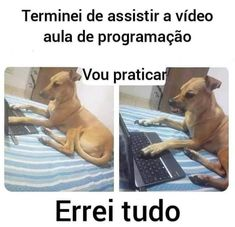 Terminei de assistir a vídeo
aula de programação
Vou praticar
Errei tudo